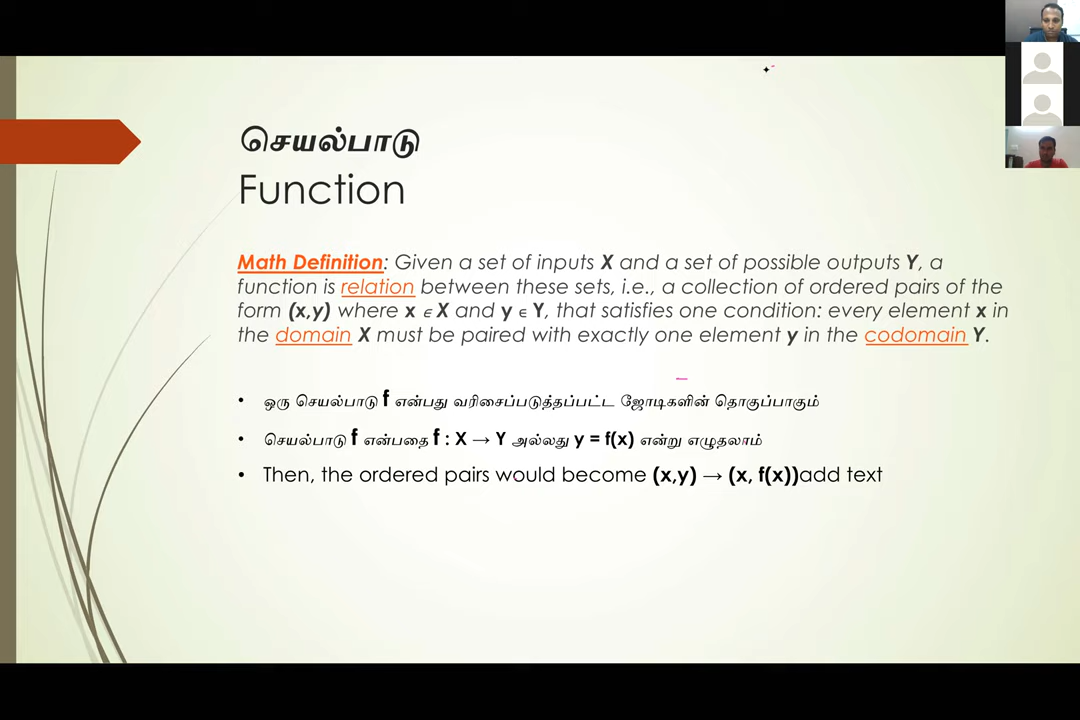 செயல்பாடு
Function
Math Definition: Given a set of inputs X and a set of possible outputs Y, a
function is relation between these sets, i.e., a collection of ordered pairs of the
form (x,y) where x ϵ X and y ϵ Y, that satisfies one condition: every element x in
the domain X must be paired with exactly one element y in the codomain Y.
• ஒரு செயல்பாடு f என்பது வரிசைப்படுத்தப்பட்ட ஜோடிகளின் தொகுப்பாகும்
• செயல்பாடு f என்பதை f : X → Y அல்லது y = f(x) என்று எழுதலாம்
• Then, the ordered pairs would become (x,y) → (x, f(x))add text